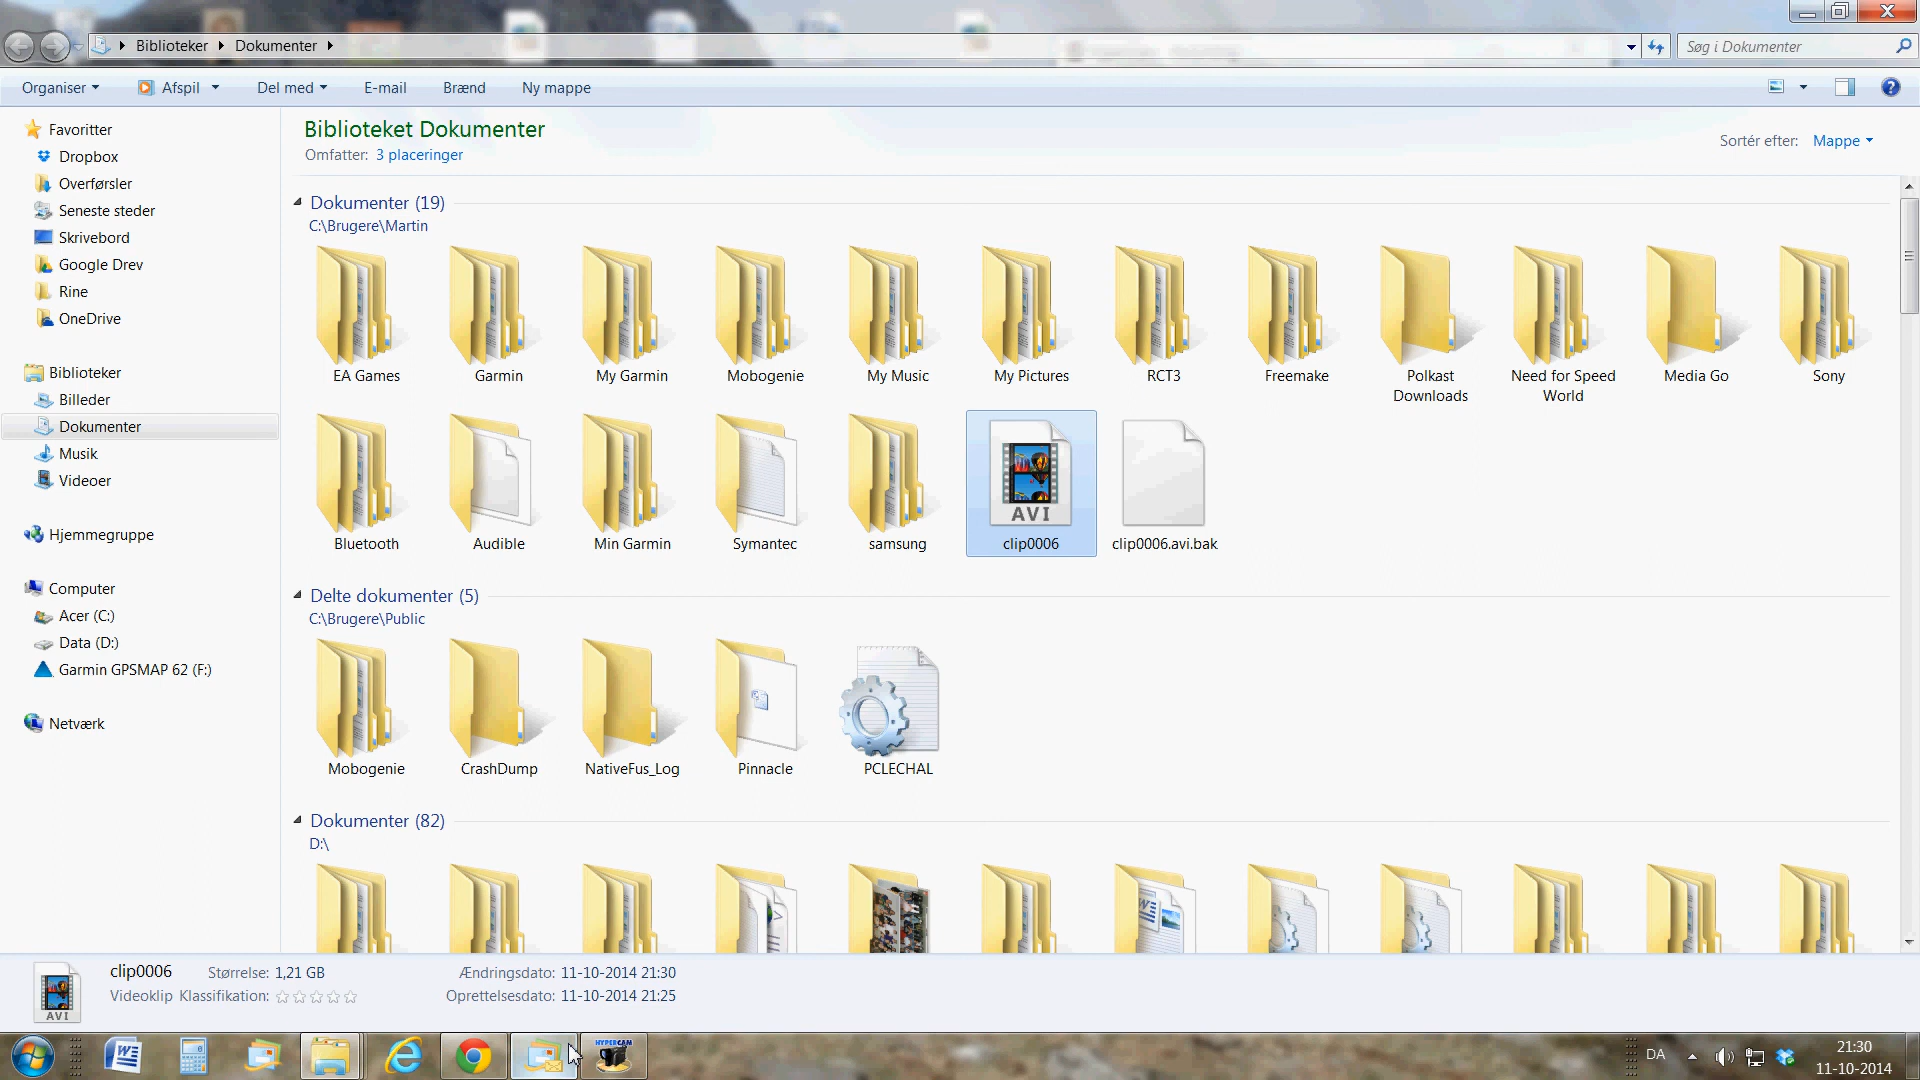 Biblioteker Dokumenter
Søg i Dokumenter
Organiser Afspil Del med E-mail Brænd Ny mappe
Biblioteket Dokumenter
Omfatter: 3 placeringer
Sortér efter: Mappe
Favoritter
Dropbox
Overførsler
Seneste steder
Skrivebord
Google Drev
Rine
OneDrive
Biblioteker
Billeder
Dokumenter
Musik
Videoer
Hjemmegruppe
Computer
Acer (C:)
Data (D:)
Garmin GPSMAP 62 (F:)
Netværk
Dokumenter (19)
C:\Brugere\Martin
EA Games Garmin My Garmin Mobogenie My Music My Pictures RCT3 Freemake Polkast Downloads Need for Speed World Media Go Sony
AVI
Bluetooth Audible Min Garmin Symantec samsung clip0006 clip0006.avi.bak
Delte dokumenter (5)
C:\Brugere\Public
Mobogenie CrashDump NativeFus_Log Pinnacle PCLECHAL
Dokumenter (82)
D:\
clip0006 Størrelse: 1,21 GB Ændringsdato: 11-10-2014 21:30
Videoklip Klassifikation: Oprettelsesdato: 11-10-2014 21:25
AVI
HYPERCAM
DA
21:30
11-10-2014